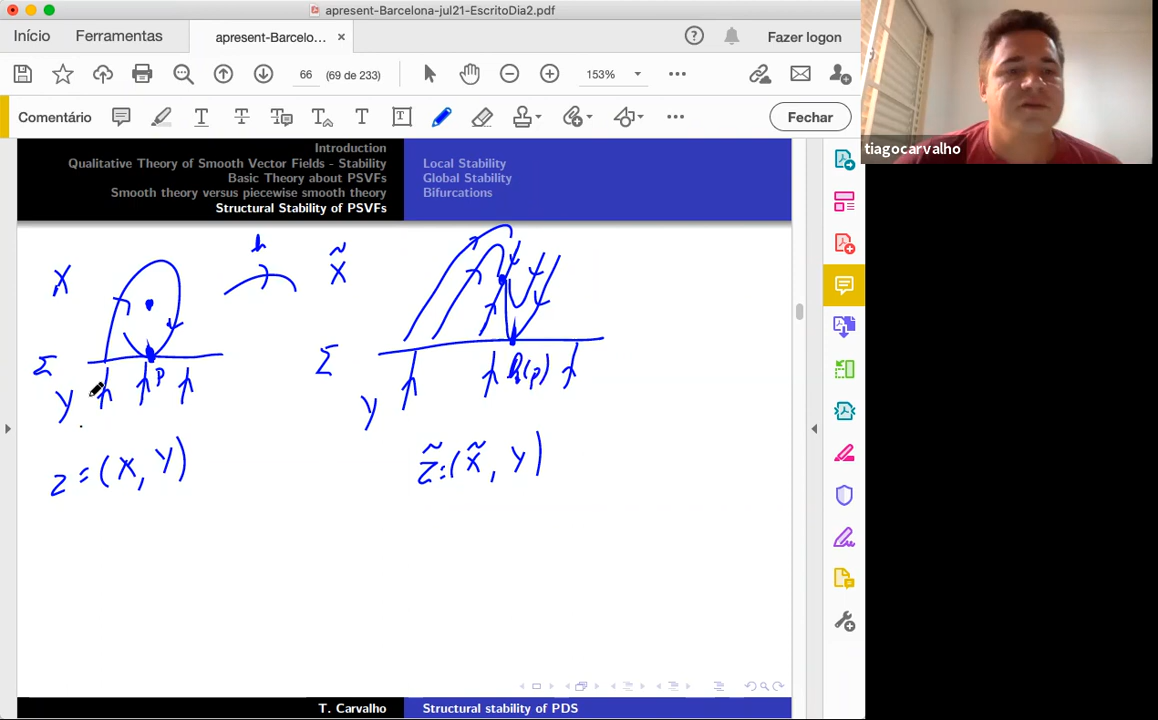 apresent-Barcelona-jul21-EscritoDia2.pdf
Início Ferramentas apresent-Barcelo... × Fazer logon
66 (69 de 233) 153%
Comentário Fechar
tiagocarvalho
Introduction
Qualitative Theory of Smooth Vector Fields - Stability
Basic Theory about PSVFs
Smooth theory versus piecewise smooth theory
Structural Stability of PSVFs
Local Stability
Global Stability
Bifurcations
X h X̃
Σ p Σ h(p)
Y Y
Z = (X, Y) Z̃ = (X̃, Y)
T. Carvalho Structural stability of PDS